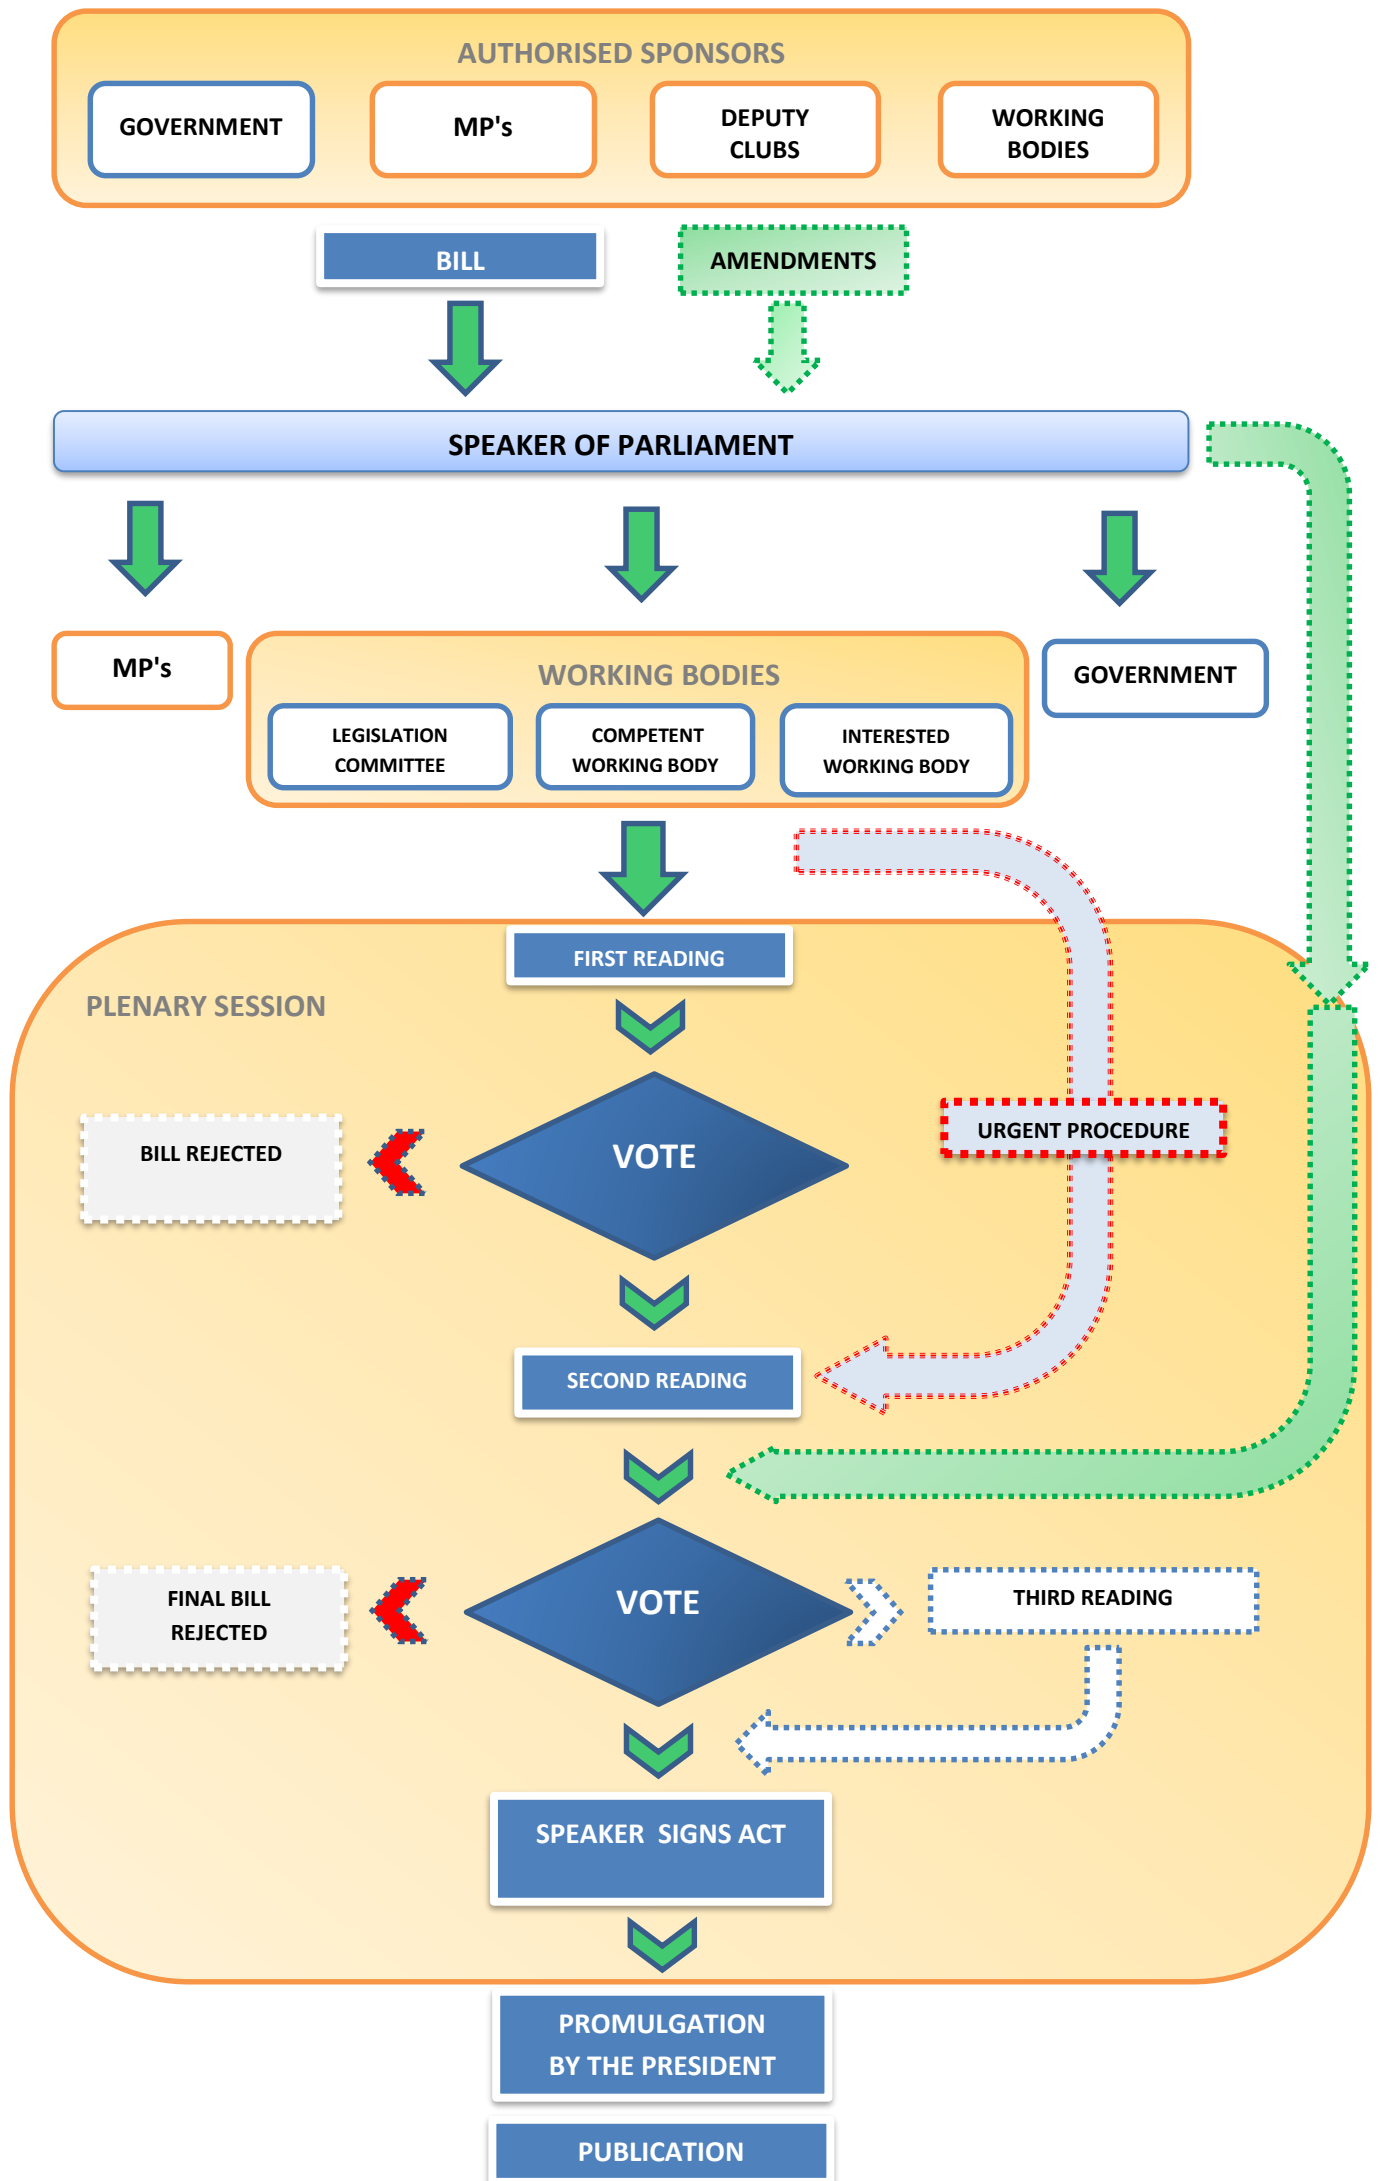 AUTHORISED SPONSORS
GOVERNMENT
MP's
DEPUTY
CLUBS
WORKING
BODIES
BILL
AMENDMENTS
SPEAKER OF PARLIAMENT
MP's
WORKING BODIES
LEGISLATION
COMMITTEE
COMPETENT
WORKING BODY
INTERESTED
WORKING BODY
GOVERNMENT
FIRST READING
PLENARY SESSION
BILL REJECTED
VOTE
URGENT PROCEDURE
SECOND READING
FINAL BILL
REJECTED
VOTE
THIRD READING
SPEAKER SIGNS ACT
PROMULGATION
BY THE PRESIDENT
PUBLICATION